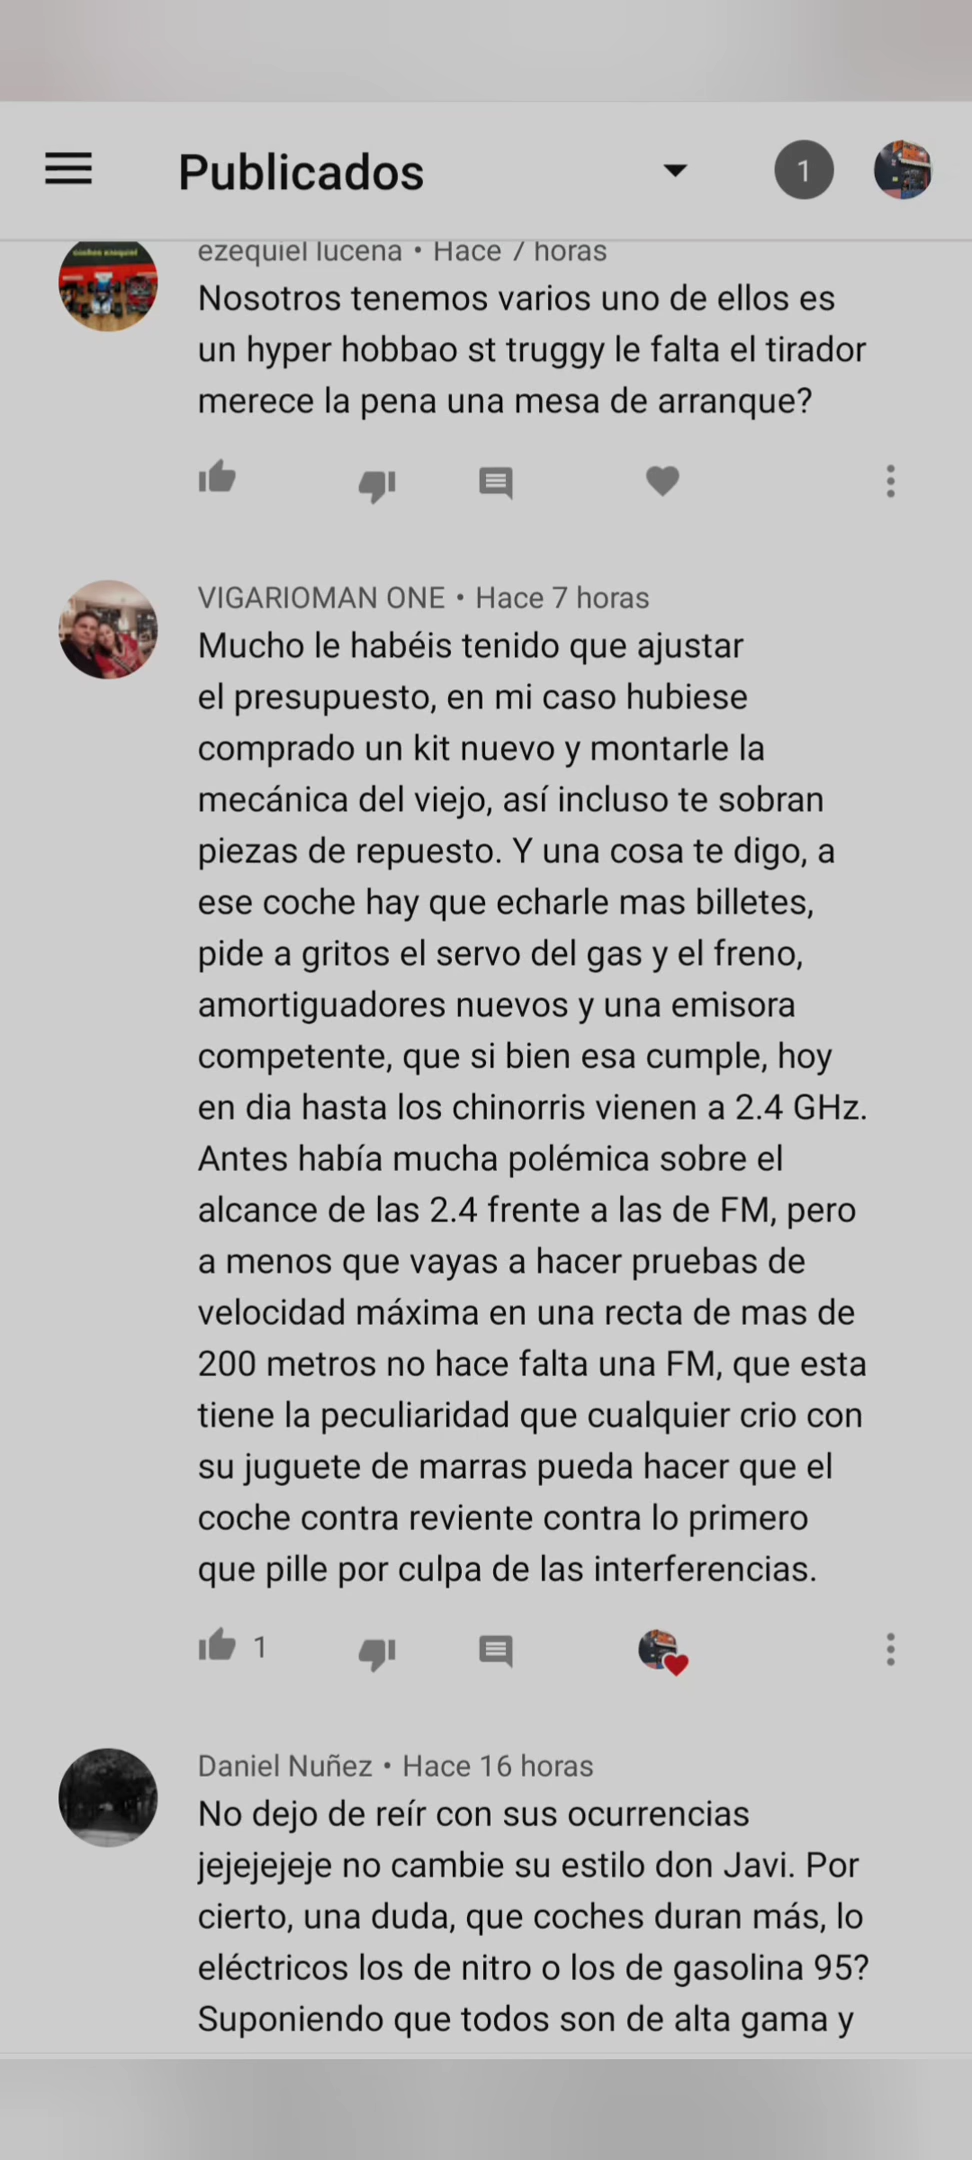 Publicados
1
ezequiel lucena • Hace 7 horas
Nosotros tenemos varios uno de ellos es
un hyper hobbao st truggy le falta el tirador
merece la pena una mesa de arranque?
VIGARIOMAN ONE • Hace 7 horas
Mucho le habéis tenido que ajustar
el presupuesto, en mi caso hubiese
comprado un kit nuevo y montarle la
mecánica del viejo, así incluso te sobran
piezas de repuesto. Y una cosa te digo, a
ese coche hay que echarle mas billetes,
pide a gritos el servo del gas y el freno,
amortiguadores nuevos y una emisora
competente, que si bien esa cumple, hoy
en dia hasta los chinorris vienen a 2.4 GHz.
Antes había mucha polémica sobre el
alcance de las 2.4 frente a las de FM, pero
a menos que vayas a hacer pruebas de
velocidad máxima en una recta de mas de
200 metros no hace falta una FM, que esta
tiene la peculiaridad que cualquier crio con
su juguete de marras pueda hacer que el
coche contra reviente contra lo primero
que pille por culpa de las interferencias.
1
Daniel Nuñez • Hace 16 horas
No dejo de reír con sus ocurrencias
jejejejeje no cambie su estilo don Javi. Por
cierto, una duda, que coches duran más, lo
eléctricos los de nitro o los de gasolina 95?
Suponiendo que todos son de alta gama y